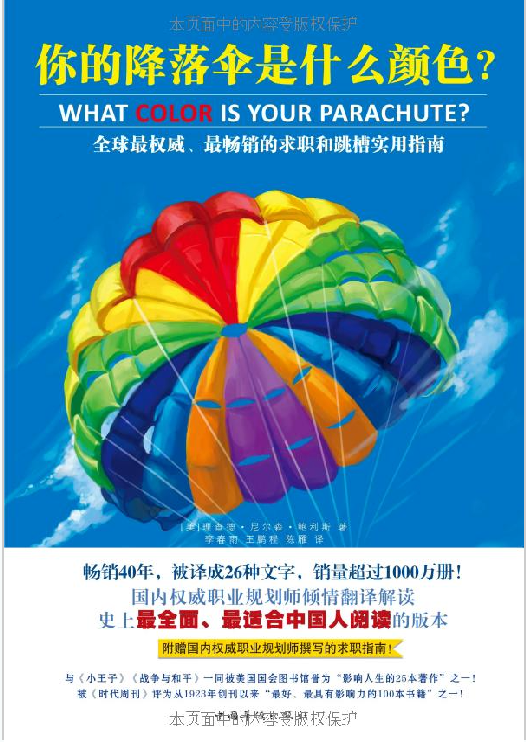 本页面中的内容受版权保护
你的降落伞是什么颜色?
WHAT COLOR IS YOUR PARACHUTE?
全球最权威、最畅销的求职和跳槽实用指南
[美]理查德·尼尔森·鲍利斯 著
李春雨 王鹏程 陈雁 译
畅销40年，被译成26种文字，销量超过1000万册!
国内权威职业规划师倾情翻译解读
史上最全面、最适合中国人阅读的版本
附赠国内权威职业规划师撰写的求职指南!
与《小王子》《战争与和平》一同被美国国会图书馆誉为“影响人生的25本著作”之一!
被《时代周刊》评为从1923年创刊以来“最好、最具有影响力的100本书籍”之一!
本页面中的内容受版权保护